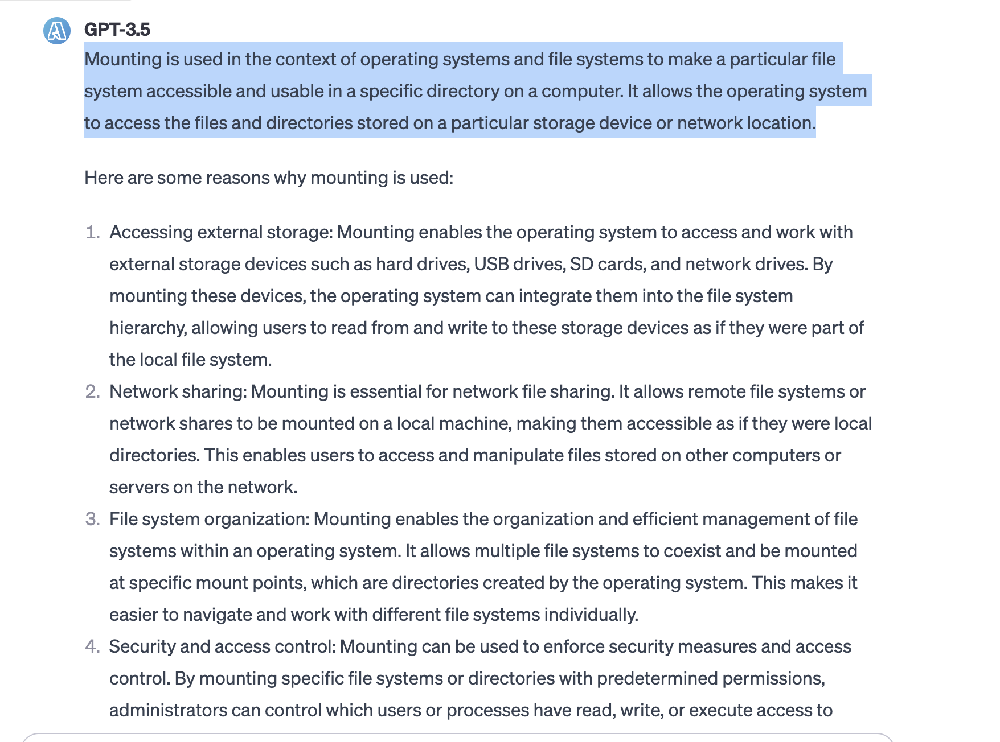 GPT-3.5
Mounting is used in the context of operating systems and file systems to make a particular file
system accessible and usable in a specific directory on a computer. It allows the operating system
to access the files and directories stored on a particular storage device or network location.
Here are some reasons why mounting is used:
1. Accessing external storage: Mounting enables the operating system to access and work with
external storage devices such as hard drives, USB drives, SD cards, and network drives. By
mounting these devices, the operating system can integrate them into the file system
hierarchy, allowing users to read from and write to these storage devices as if they were part of
the local file system.
2. Network sharing: Mounting is essential for network file sharing. It allows remote file systems or
network shares to be mounted on a local machine, making them accessible as if they were local
directories. This enables users to access and manipulate files stored on other computers or
servers on the network.
3. File system organization: Mounting enables the organization and efficient management of file
systems within an operating system. It allows multiple file systems to coexist and be mounted
at specific mount points, which are directories created by the operating system. This makes it
easier to navigate and work with different file systems individually.
4. Security and access control: Mounting can be used to enforce security measures and access
control. By mounting specific file systems or directories with predetermined permissions,
administrators can control which users or processes have read, write, or execute access to